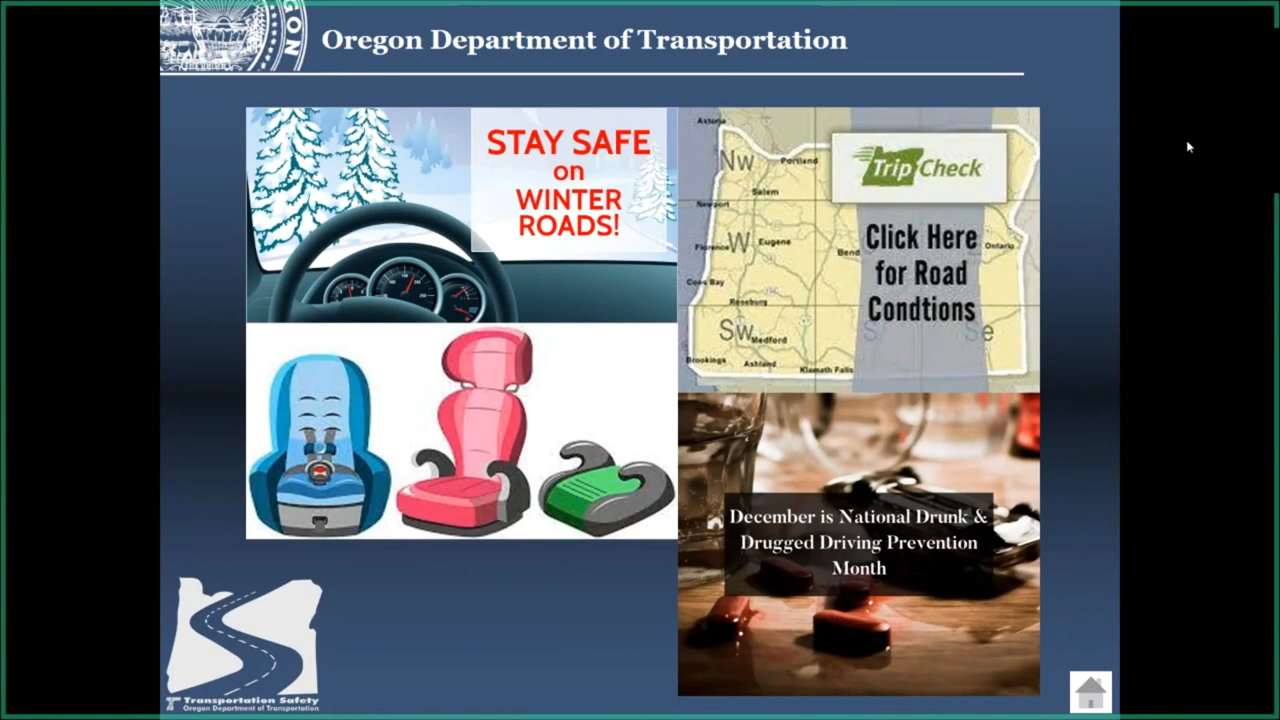 GON
Oregon Department of Transportation
STAY SAFE
on
WINTER
ROADS!
Astoria
Nw
Portland
Trip Check
Salem
Newport
Florence
W
Eugene
Bend
Ontario
Click Here
for Road
Condtions
Coos Bay
Roseburg
Sw
Medford
S
Se
Brookings
Ashland
Klamath Falls
December is National Drunk &
Drugged Driving Prevention
Month
Transportation Safety
Oregon Department of Transportation